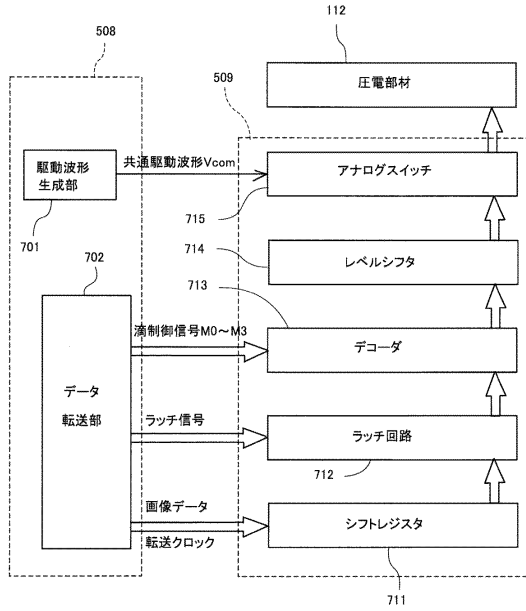 112
508
圧電部材
509
共通駆動波形Vcom
駆動波形
生成部
アナログスイッチ
701
715
714
702
レベルシフタ
713
滴制御信号M0～M3
デコーダ
データ
転送部
ラッチ信号
ラッチ回路
712
画像データ
シフトレジスタ
転送クロック
711